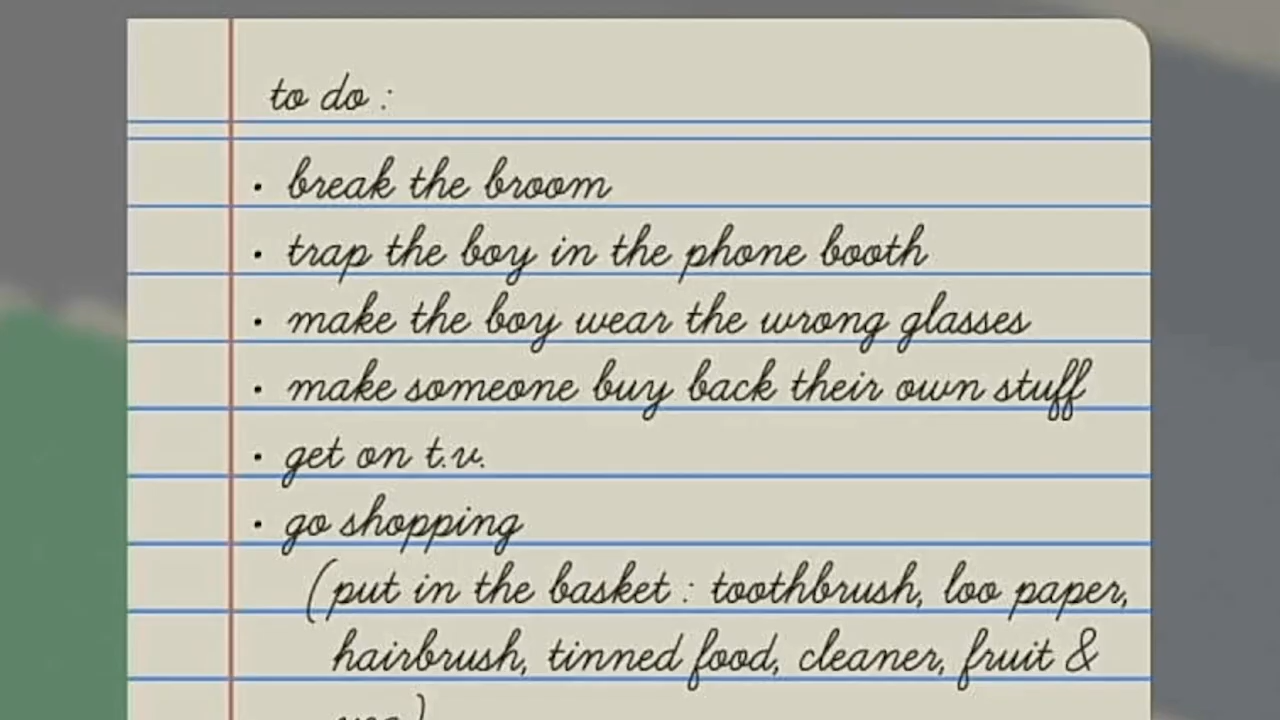 to do :
• break the broom
• trap the boy in the phone booth
• make the boy wear the wrong glasses
• make someone buy back their own stuff
• get on t.v.
• go shopping
(put in the basket : toothbrush, loo paper,
hairbrush, tinned food, cleaner, fruit &